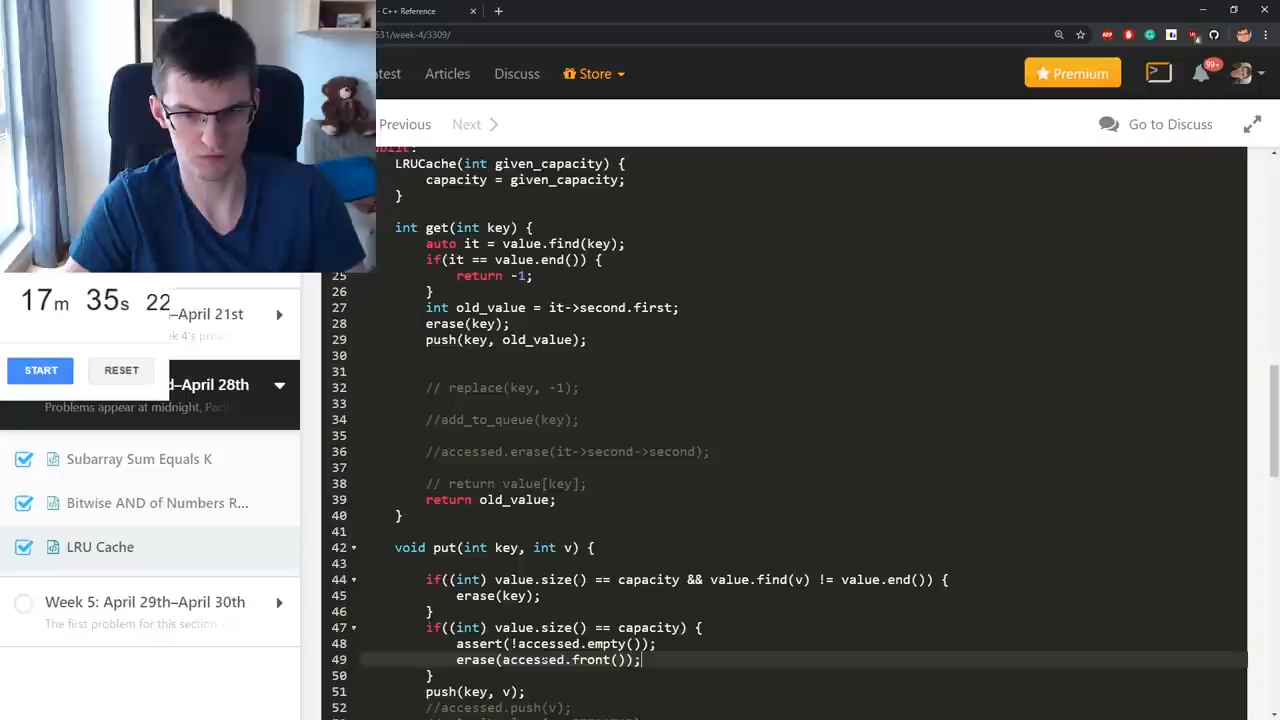 - C++ Reference
531/week-4/3309/
Articles Discuss Store Premium 99+
Previous Next Go to Discuss
LRUCache(int given_capacity) {
capacity = given_capacity;
}
int get(int key) {
auto it = value.find(key);
if(it == value.end()) {
25 return -1;
26 }
27 int old_value = it->second.first;
28 erase(key);
29 push(key, old_value);
30
31
32 // replace(key, -1);
33
34 //add_to_queue(key);
35
36 //accessed.erase(it->second->second);
37
38 // return value[key];
39 return old_value;
40 }
41
42 void put(int key, int v) {
43
44 if((int) value.size() == capacity && value.find(v) != value.end()) {
45 erase(key);
46 }
47 if((int) value.size() == capacity) {
48 assert(!accessed.empty());
49 erase(accessed.front());
50 }
51 push(key, v);
52 //accessed.push(v);
17m 35s 22
START RESET
–April 21st
d–April 28th
Problems appear at midnight,
Subarray Sum Equals K
Bitwise AND of Numbers R...
LRU Cache
Week 5: April 29th–April 30th
The first problem for this section